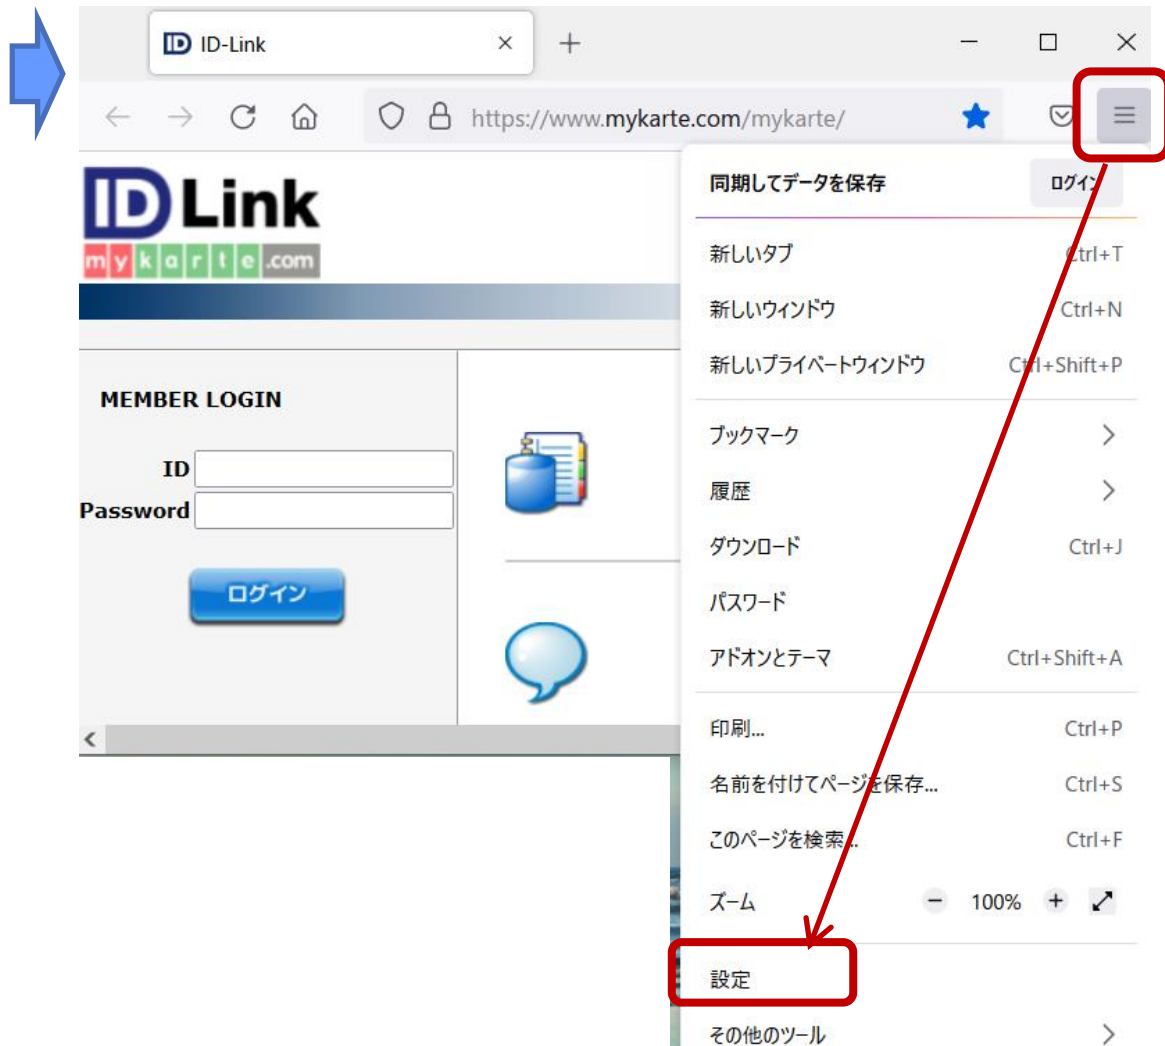 ID-Link
https://www.mykarte.com/mykarte/
ID Link
mykarte.com
MEMBER LOGIN
ID
Password
ログイン
同期してデータを保存 ログイン
新しいタブ Ctrl+T
新しいウィンドウ Ctrl+N
新しいプライベートウィンドウ Ctrl+Shift+P
ブックマーク
履歴
ダウンロード Ctrl+J
パスワード
アドオンとテーマ Ctrl+Shift+A
印刷... Ctrl+P
名前を付けてページを保存... Ctrl+S
このページを検索... Ctrl+F
ズーム − 100% +
設定
その他のツール